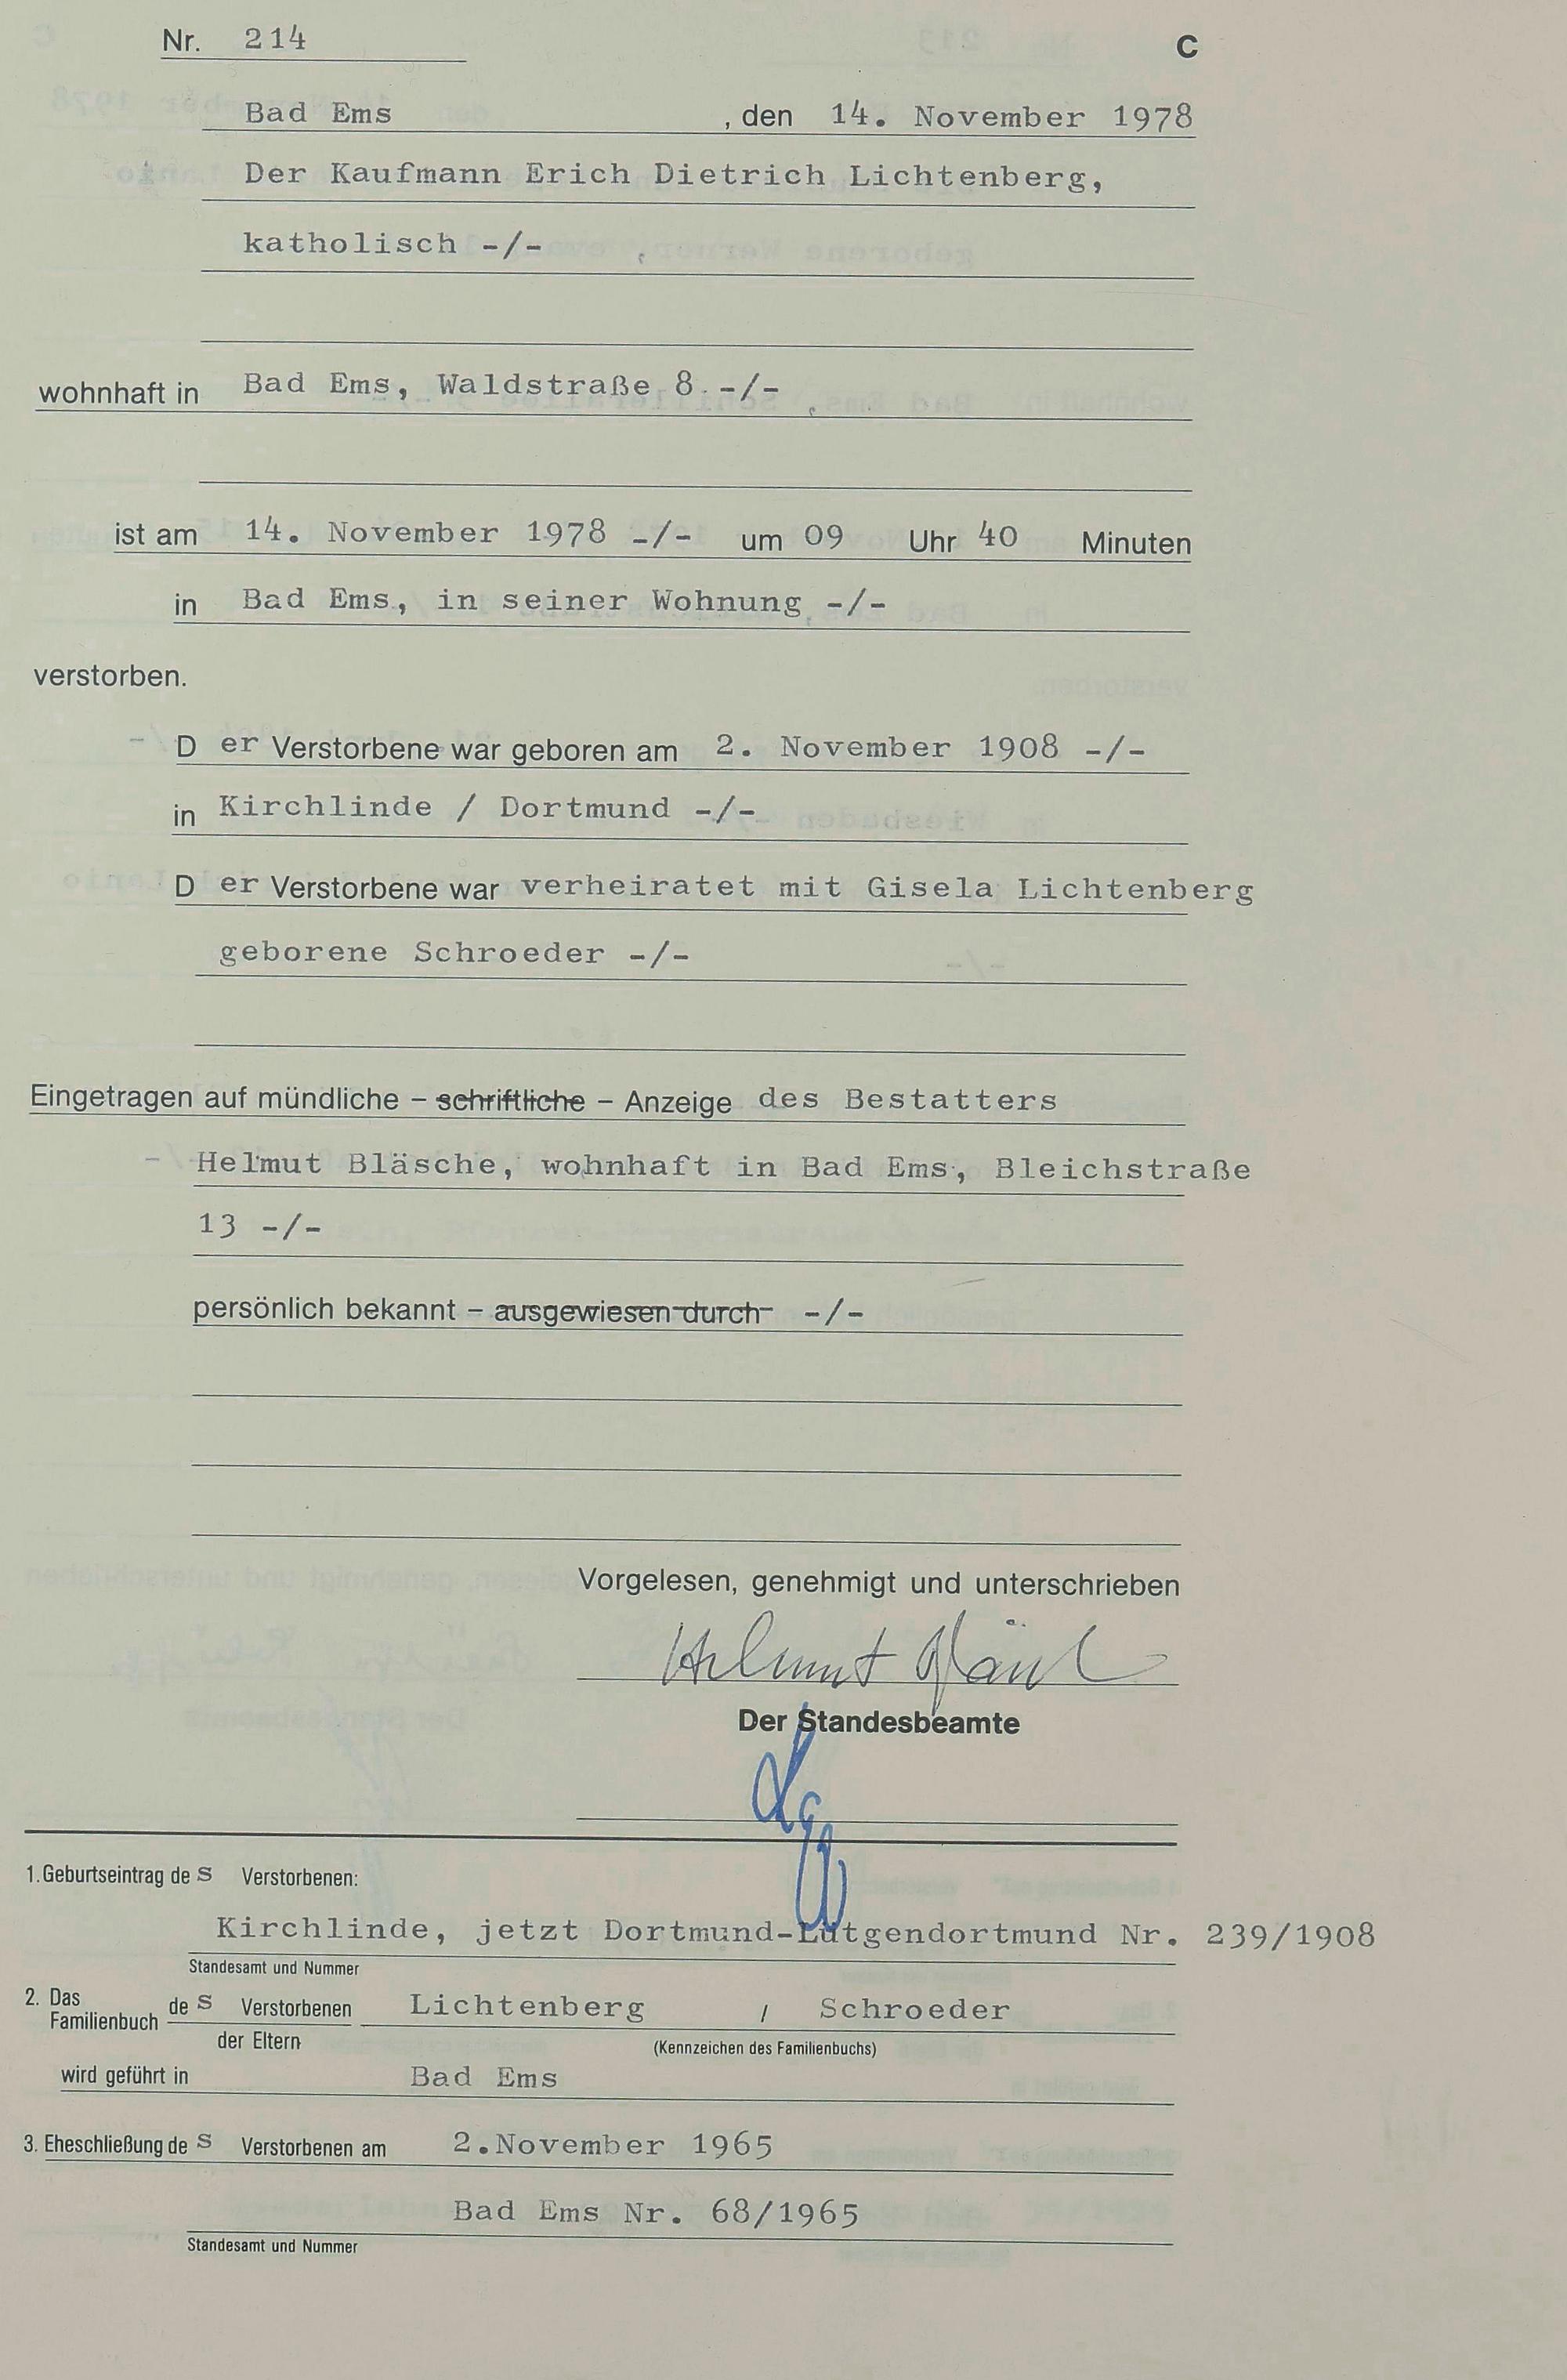 Nr. 214 C
Bad Ems , den 14. November 1978
Der Kaufmann Erich Dietrich Lichtenberg,
katholisch -/-
wohnhaft in Bad Ems, Waldstraße 8 -/-
ist am 14. November 1978 -/- um 09 Uhr 40 Minuten
in Bad Ems, in seiner Wohnung -/-
verstorben.
D er Verstorbene war geboren am 2. November 1908 -/-
in Kirchlinde / Dortmund -/-
D er Verstorbene war verheiratet mit Gisela Lichtenberg
geborene Schroeder -/-
Eingetragen auf mündliche – schriftliche – Anzeige des Bestatters
Helmut Bläsche, wohnhaft in Bad Ems, Bleichstraße
13 -/-
persönlich bekannt – ausgewiesen durch -/-
Vorgelesen, genehmigt und unterschrieben
Helmut
Der Standesbeamte
1. Geburtseintrag de s Verstorbenen:
Kirchlinde, jetzt Dortmund-Lütgendortmund Nr. 239/1908
Standesamt und Nummer
2. Das Familienbuch de s Verstorbenen Lichtenberg / Schroeder
der Eltern (Kennzeichen des Familienbuchs)
wird geführt in Bad Ems
3. Eheschließung de s Verstorbenen am 2.November 1965
Bad Ems Nr. 68/1965
Standesamt und Nummer